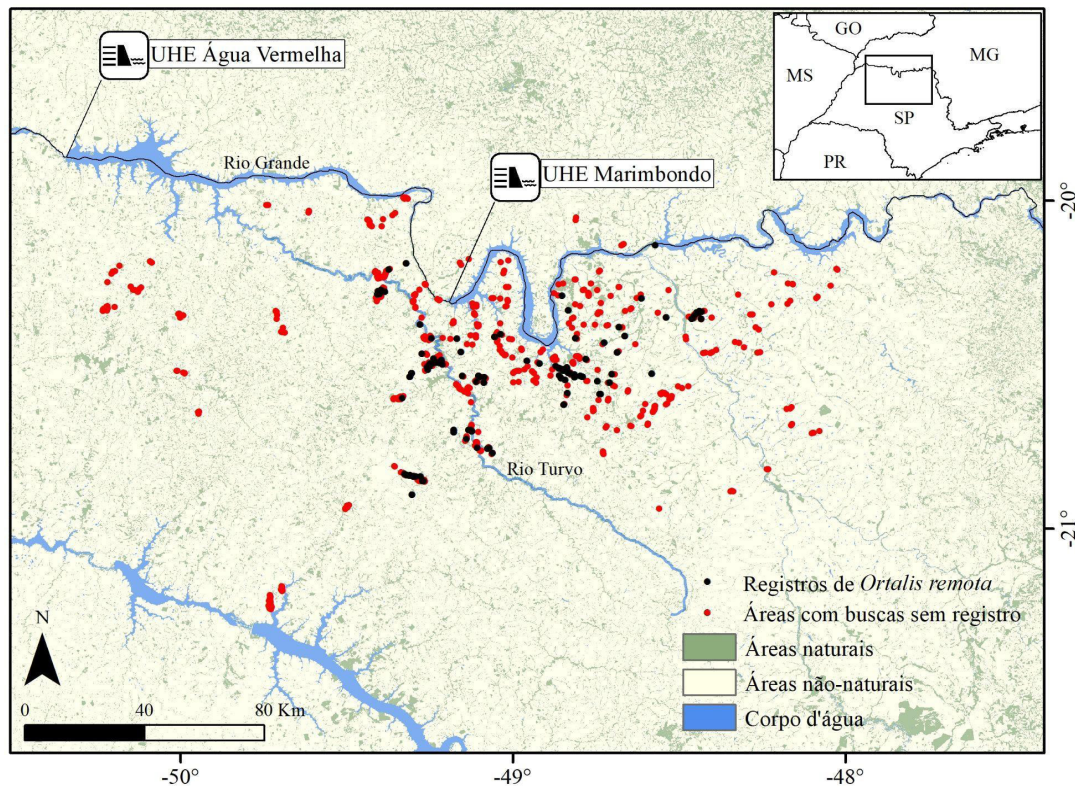 UHE Água Vermelha
GO
MG
MS
SP
PR
Rio Grande
UHE Marimbondo
-20°
Rio Turvo
-21°
Registros de Ortalis remota
Áreas com buscas sem registro
Áreas naturais
Áreas não-naturais
Corpo d'água
N
0 40 80 Km
-50° -49° -48°